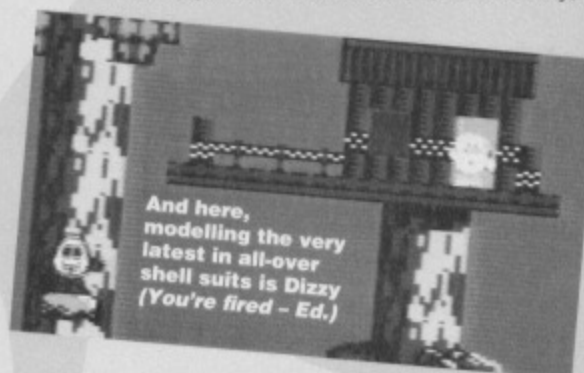 And here,
modelling the very
latest in all-over
shell suits is Dizzy
(You're fired – Ed.)